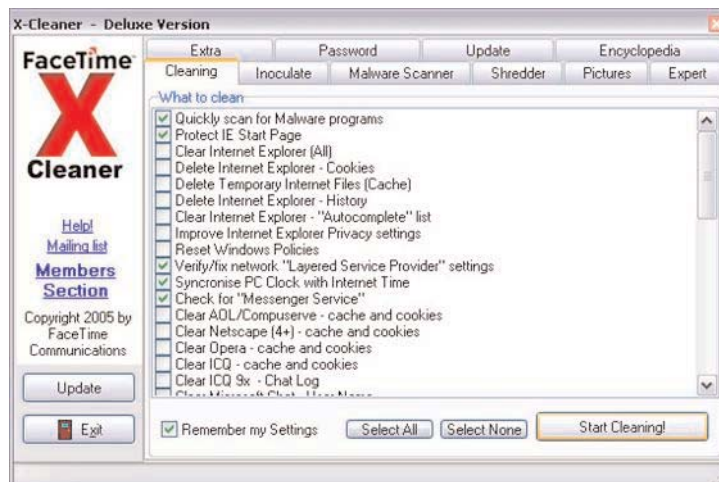 X-Cleaner - Deluxe Version
FaceTime
X
Cleaner
Help!
Mailing list
Members
Section
Copyright 2005 by
FaceTime
Communications
Update
Exit
Extra Password Update Encyclopedia
Cleaning Inoculate Malware Scanner Shredder Pictures Expert
What to clean
Quickly scan for Malware programs
Protect IE Start Page
Clear Internet Explorer (All)
Delete Internet Explorer - Cookies
Delete Temporary Internet Files (Cache)
Delete Internet Explorer - History
Clear Internet Explorer - "Autocomplete" list
Improve Internet Explorer Privacy settings
Reset Windows Policies
Verify/fix network "Layered Service Provider" settings
Syncronise PC Clock with Internet Time
Check for "Messenger Service"
Clear AOL/Compuserve - cache and cookies
Clear Netscape (4+) - cache and cookies
Clear Opera - cache and cookies
Clear ICQ - cache and cookies
Clear ICQ 9x - Chat Log
Clear Microsoft Chat - User Name
Remember my Settings Select All Select None Start Cleaning!